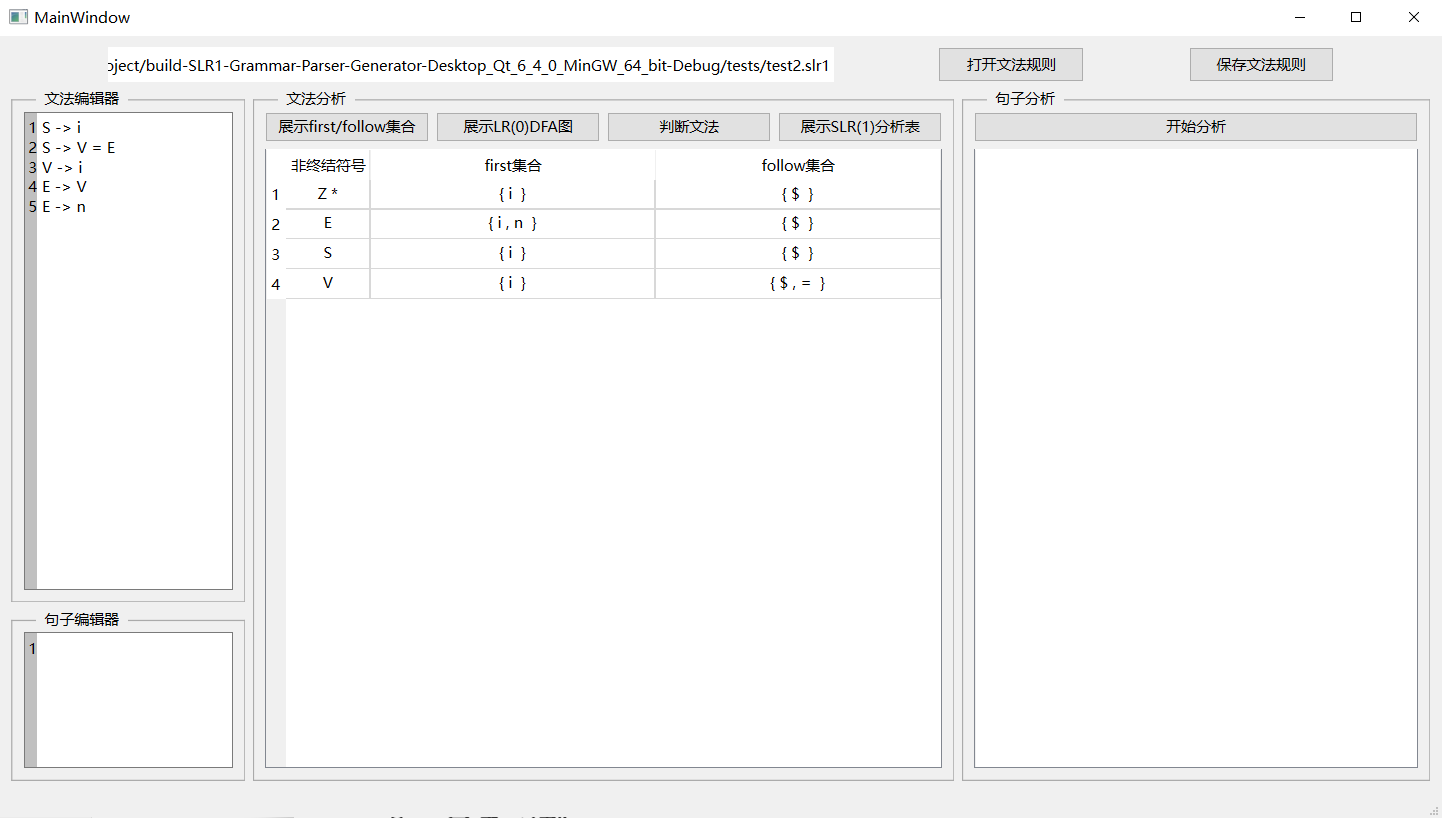 MainWindow
oject/build-SLR1-Grammar-Parser-Generator-Desktop_Qt_6_4_0_MinGW_64_bit-Debug/tests/test2.slr1
打开文法规则
保存文法规则
文法编辑器
1 S -> i
2 S -> V = E
3 V -> i
4 E -> V
5 E -> n
句子编辑器
1
文法分析
展示first/follow集合 展示LR(0)DFA图 判断文法 展示SLR(1)分析表
非终结符号 first集合 follow集合
1 Z * { i } { $ }
2 E { i , n } { $ }
3 S { i } { $ }
4 V { i } { $ , = }
句子分析
开始分析